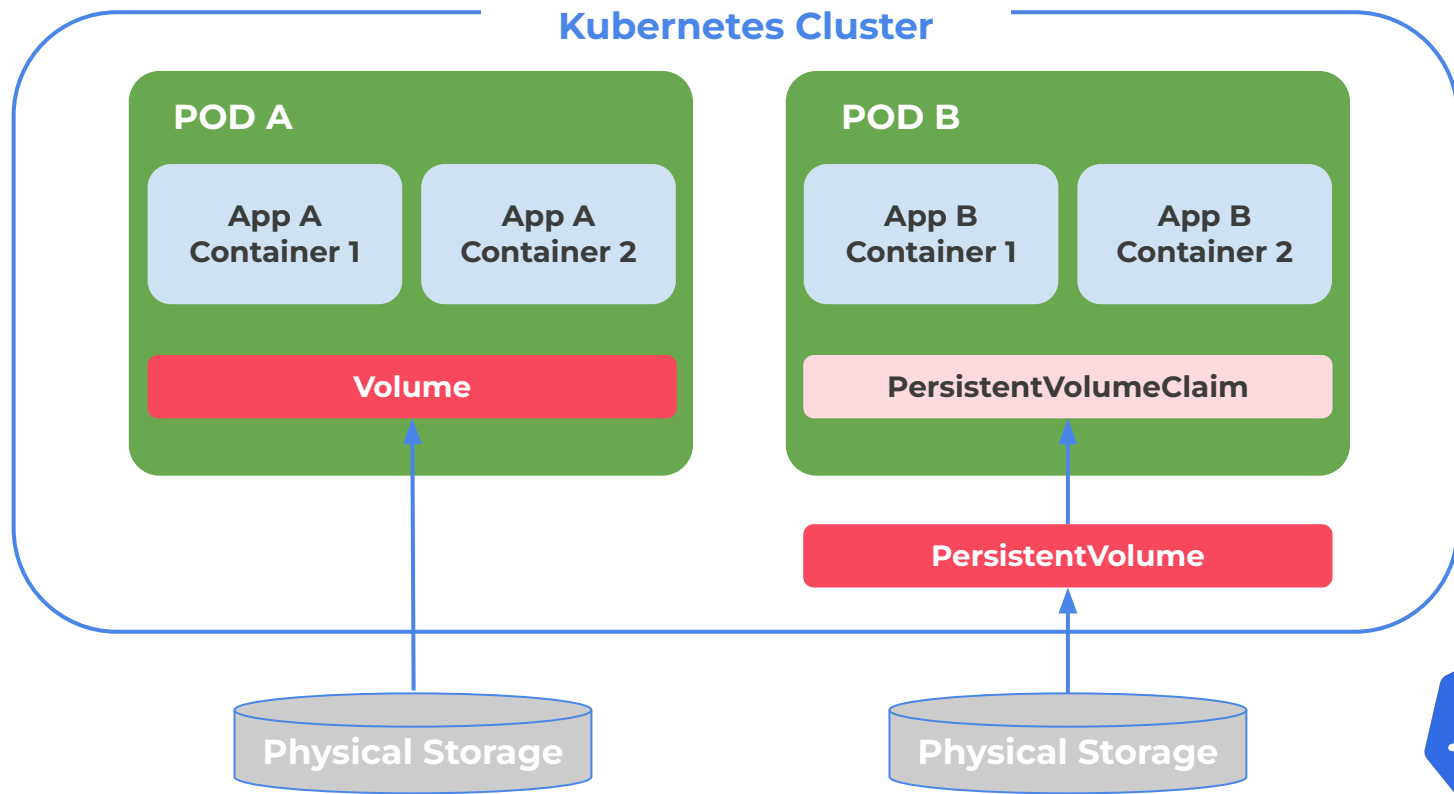 Kubernetes Cluster
POD A
App A
Container 1
App A
Container 2
Volume
POD B
App B
Container 1
App B
Container 2
PersistentVolumeClaim
PersistentVolume
Physical Storage
Physical Storage